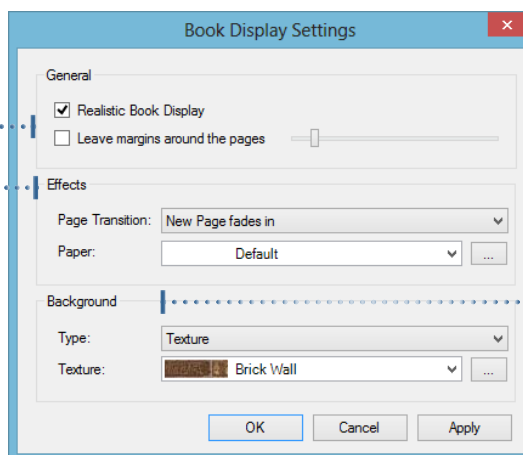 Book Display Settings
General
Realistic Book Display
Leave margins around the pages
Effects
Page Transition: New Page fades in
Paper: Default ...
Background
Type: Texture
Texture: Brick Wall ...
OK Cancel Apply